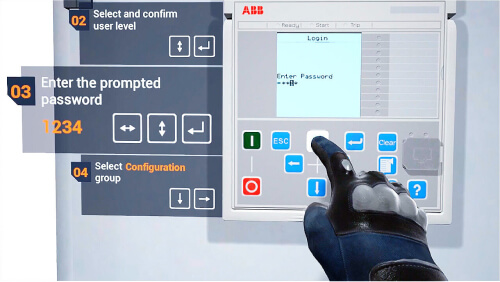 02
Select and confirm
user level
03
Enter the prompted
password
1234
04
Select Configuration
group
ABB
Ready Start Trip
Login
Enter Password
ESC
Clear
?